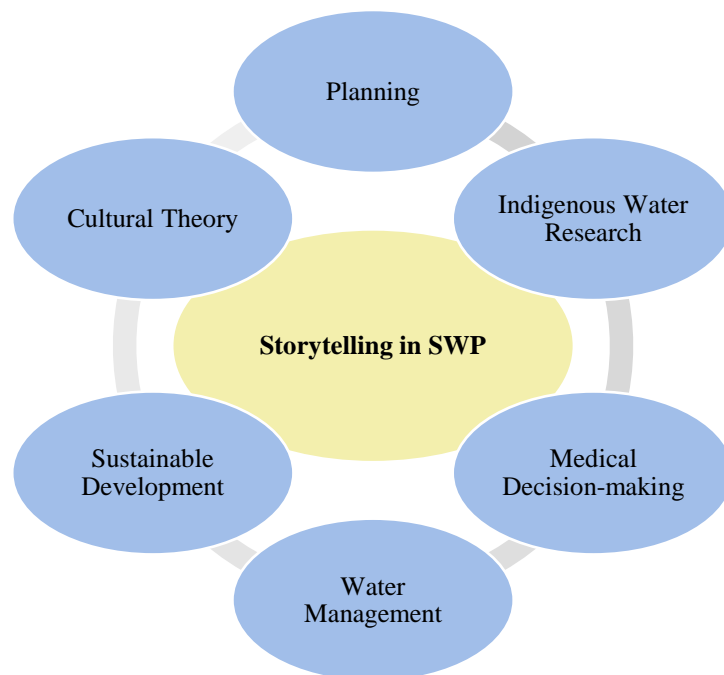 Planning
Cultural Theory
Indigenous Water
Research
Storytelling in SWP
Sustainable
Development
Medical
Decision-making
Water
Management